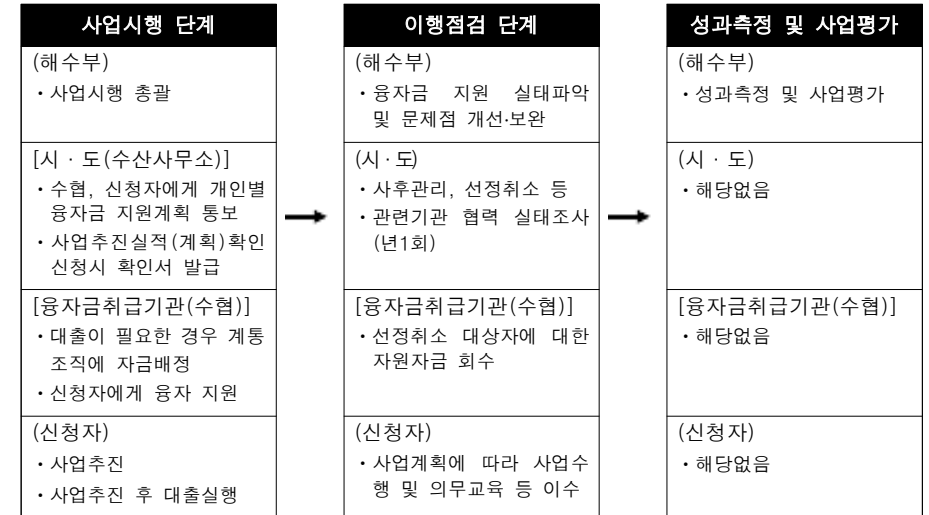 사업시행 단계
(해수부)
・사업시행 총괄
[시・도(수산사무소)]
・수협, 신청자에게 개인별
융자금 지원계획 통보
・사업추진실적(계획)확인
신청시 확인서 발급
[융자금취급기관(수협)]
・대출이 필요한 경우 계통
조직에 자금배정
・신청자에게 융자 지원
(신청자)
・사업추진
・사업추진 후 대출실행
이행점검 단계
(해수부)
・융자금 지원 실태파악
및 문제점 개선·보완
(시·도)
・사후관리, 선정취소 등
・관련기관 협력 실태조사
(년1회)
[융자금취급기관(수협)]
・선정취소 대상자에 대한
자원자금 회수
(신청자)
・사업계획에 따라 사업수
행 및 의무교육 등 이수
성과측정 및 사업평가
(해수부)
・성과측정 및 사업평가
(시・도)
・해당없음
[융자금취급기관(수협)]
・해당없음
(신청자)
・해당없음